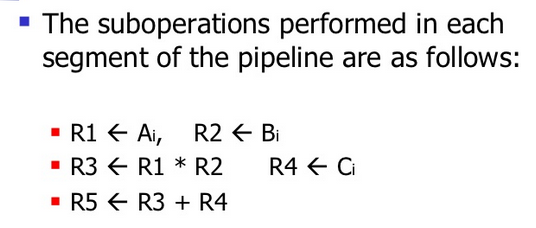 The suboperations performed in each
segment of the pipeline are as follows:
R1 ← Ai, R2 ← Bi
R3 ← R1 * R2 R4 ← Ci
R5 ← R3 + R4